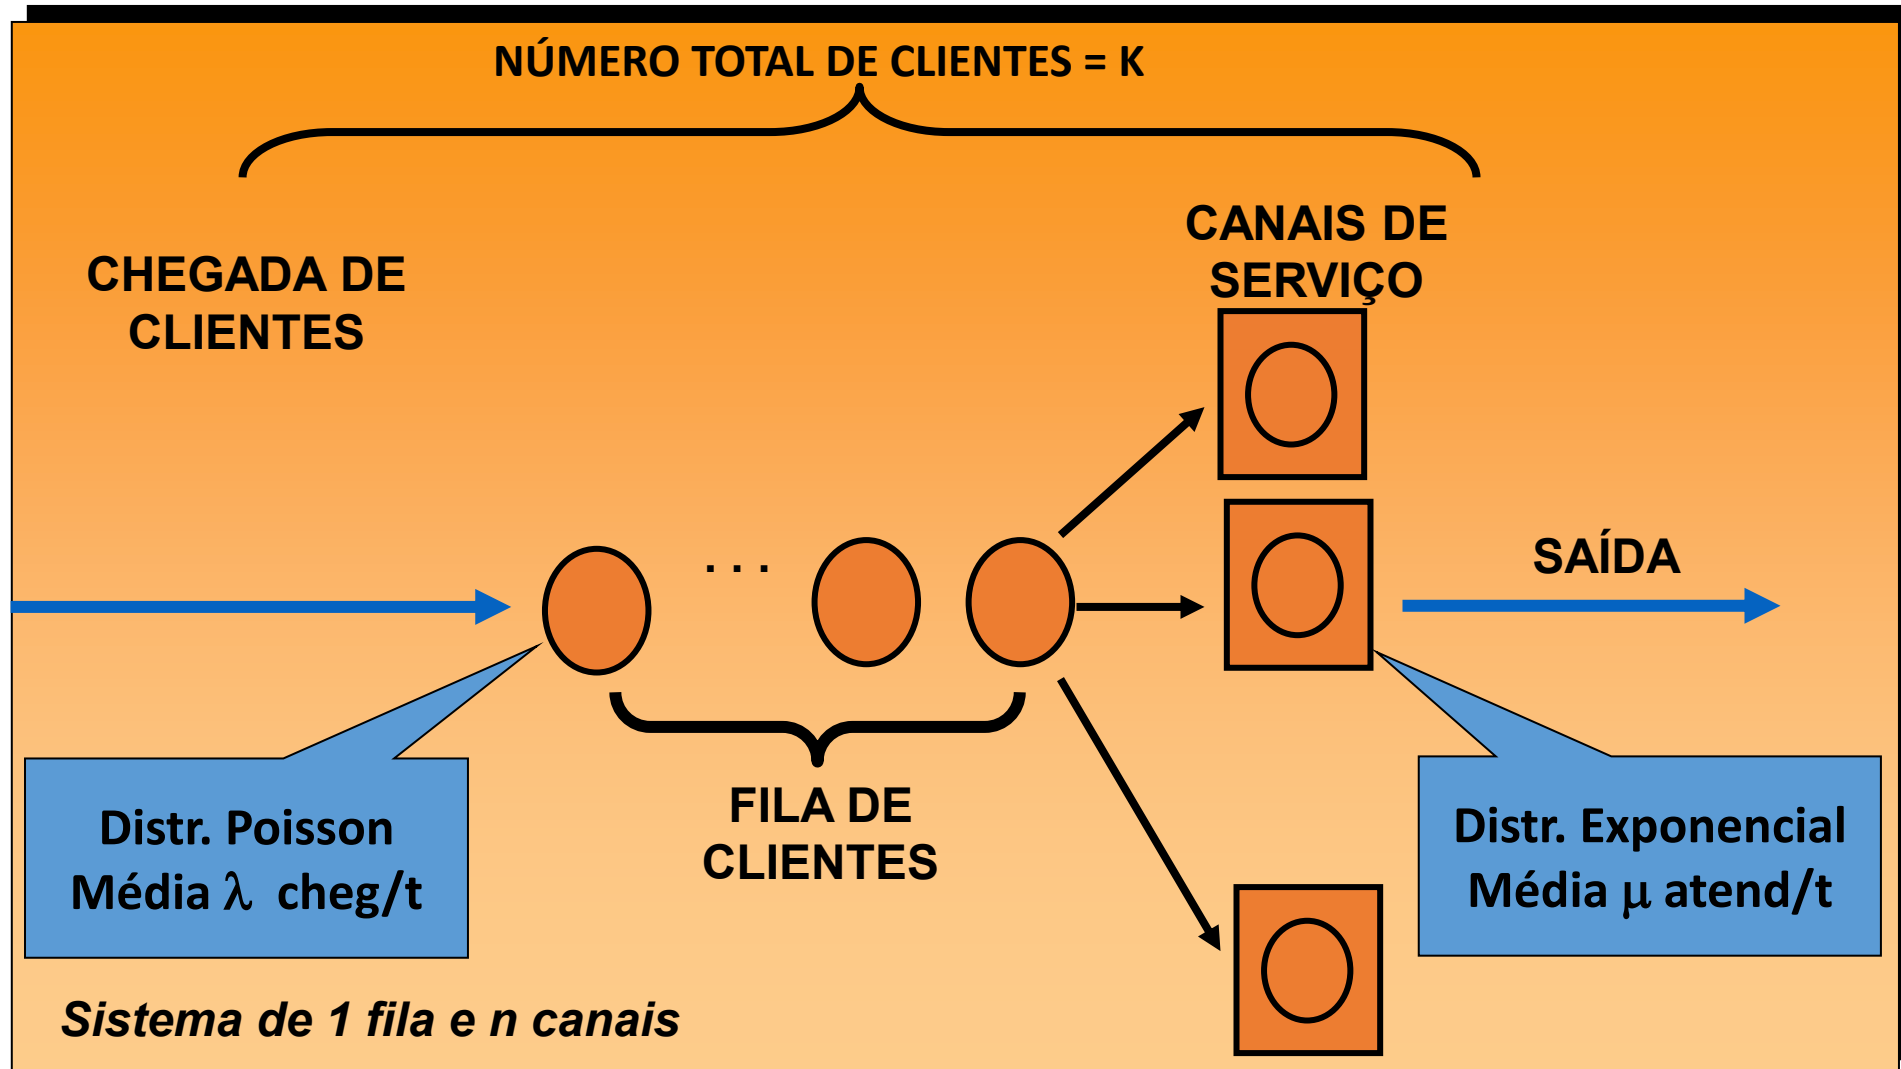 NÚMERO TOTAL DE CLIENTES = K
CHEGADA DE
CLIENTES
CANAIS DE
SERVIÇO
. . .
SAÍDA
FILA DE
CLIENTES
Distr. Poisson
Média λ cheg/t
Distr. Exponencial
Média μ atend/t
Sistema de 1 fila e n canais